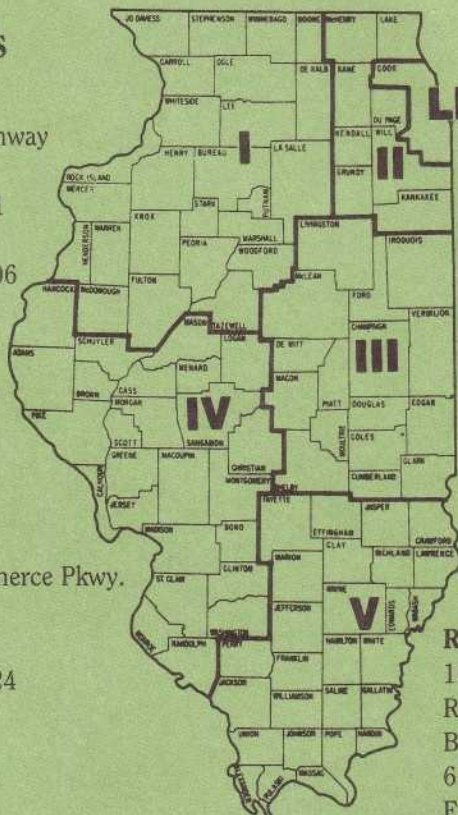 S
hway
06
merce Pkwy.
24
JO DAVIESS STEPHENSON WINNEBAGO BOONE McHENRY LAKE
CARROLL OGLE DE KALB KANE COOK
WHITESIDE LEE DU PAGE
I
KENDALL WILL
II
HENRY BUREAU LA SALLE GRUNDY
ROCK ISLAND
MERCER
STARK PUTNAM KANKAKEE
KNOX MARSHALL LIVINGSTON IROQUOIS
HENDERSON WARREN PEORIA WOODFORD
HANCOCK McDONOUGH FULTON McLEAN FORD
MASON TAZEWELL VERMILION
SCHUYLER LOGAN CHAMPAIGN
ADAMS MENARD DE WITT
III
BROWN CASS MACON
MORGAN PIATT DOUGLAS EDGAR
IV
PIKE SCOTT SANGAMON MOULTRIE COLES
GREENE MACOUPIN CHRISTIAN CLARK
CALHOUN MONTGOMERY SHELBY CUMBERLAND
JERSEY FAYETTE JASPER
EFFINGHAM CRAWFORD
MADISON BOND CLAY
MARION RICHLAND LAWRENCE
ST. CLAIR CLINTON WAYNE
V
JEFFERSON EDWARDS WABASH
MONROE RANDOLPH WASHINGTON HAMILTON WHITE
PERRY FRANKLIN
JACKSON
WILLIAMSON SALINE GALLATIN
UNION JOHNSON POPE HARDIN
ALEXANDER PULASKI MASSAC
R
1
R
B
6